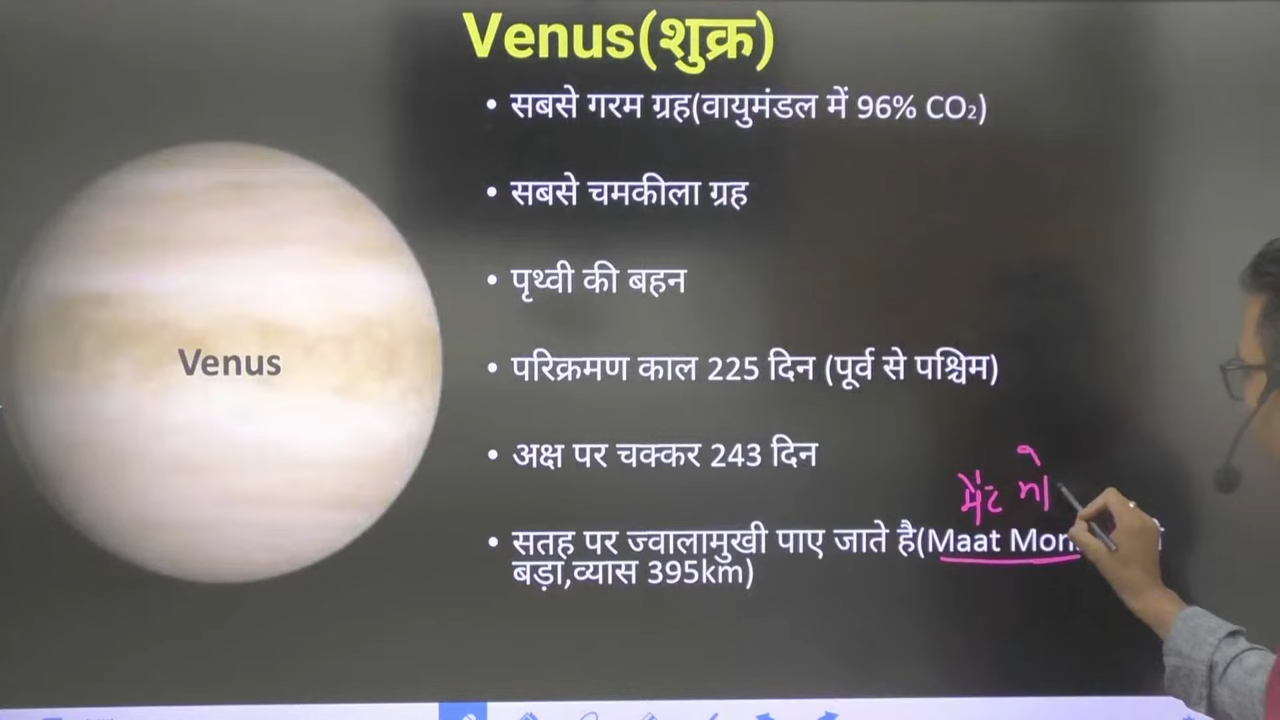 Venus(शुक्र)
• सबसे गरम ग्रह(वायुमंडल में 96% CO₂)
• सबसे चमकीला ग्रह
• पृथ्वी की बहन
Venus
• परिक्रमण काल 225 दिन (पूर्व से पश्चिम)
• अक्ष पर चक्कर 243 दिन
• सतह पर ज्वालामुखी पाए जाते है(Maat
बड़ा,व्यास 395km)